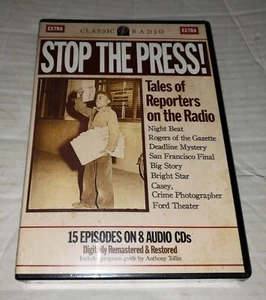 EXTRA CLASSIC RADIO EXTRA
STOP THE PRESS!
Tales of
Reporters
on the Radio
Night Beat
Rogers of the Gazette
Deadline Mystery
San Francisco Final
Big Story
Bright Star
Casey,
Crime Photographer
Ford Theater
15 EPISODES ON 8 AUDIO CDs
Digitally Remastered & Restored
Includes program guide by Anthony Tollin